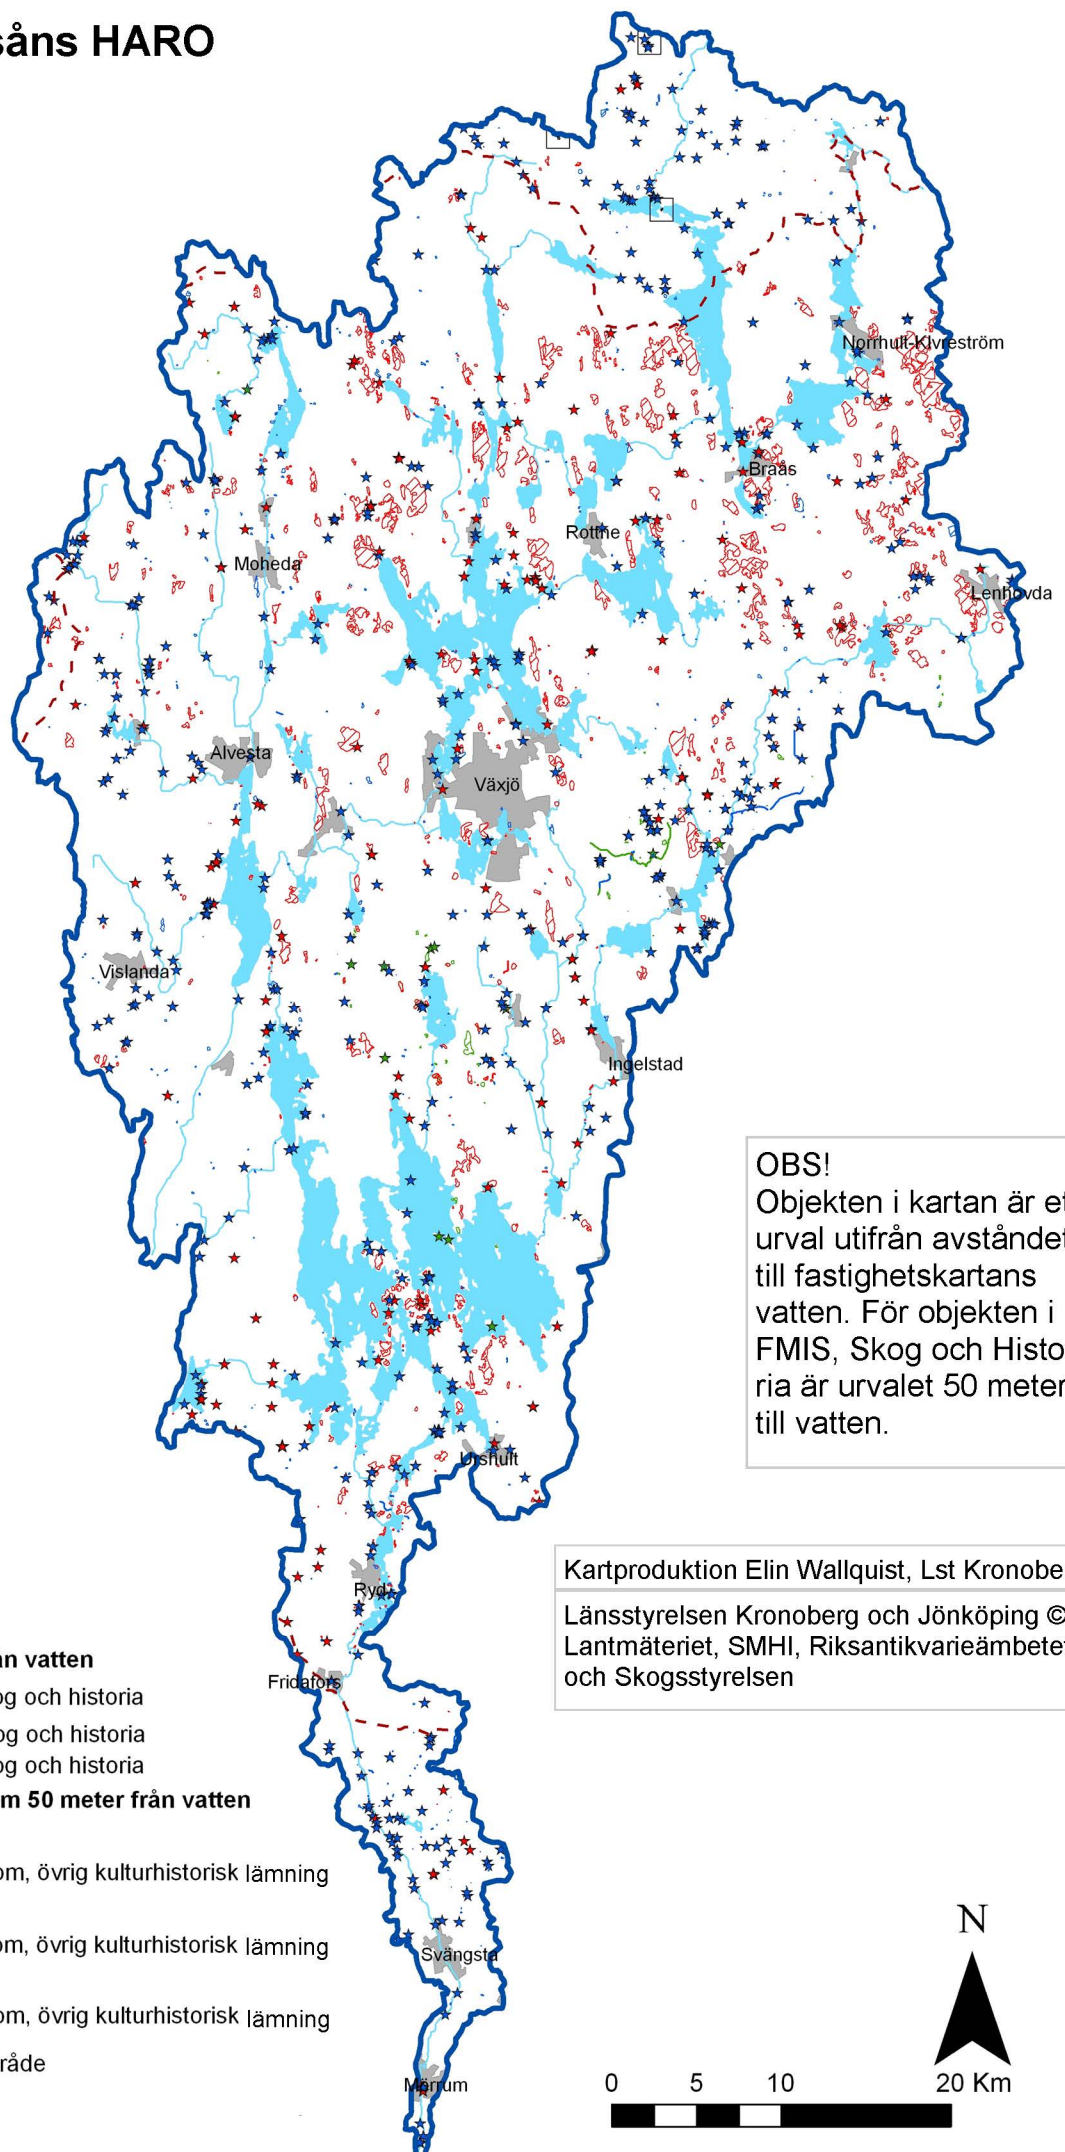 såns HARO
Norrhult-Klvreström
Braås
Rottne
Moheda
Lenhovda
Alvesta
Växjö
Vislanda
Ingelstad
OBS!
Objekten i kartan är et
urval utifrån avståndet
till fastighetskartans
vatten. För objekten i
FMIS, Skog och Histo
ria är urvalet 50 meter
till vatten.
Urshult
Kartproduktion Elin Wallquist, Lst Kronobe
Ryd
Länsstyrelsen Kronoberg och Jönköping ©
Lantmäteriet, SMHI, Riksantikvarieämbetet
och Skogsstyrelsen
ån vatten
Fridafors
og och historia
og och historia
og och historia
m 50 meter från vatten
om, övrig kulturhistorisk lämning
N
om, övrig kulturhistorisk lämning
Svängsta
om, övrig kulturhistorisk lämning
råde
Mörrum
0 5 10 20 Km